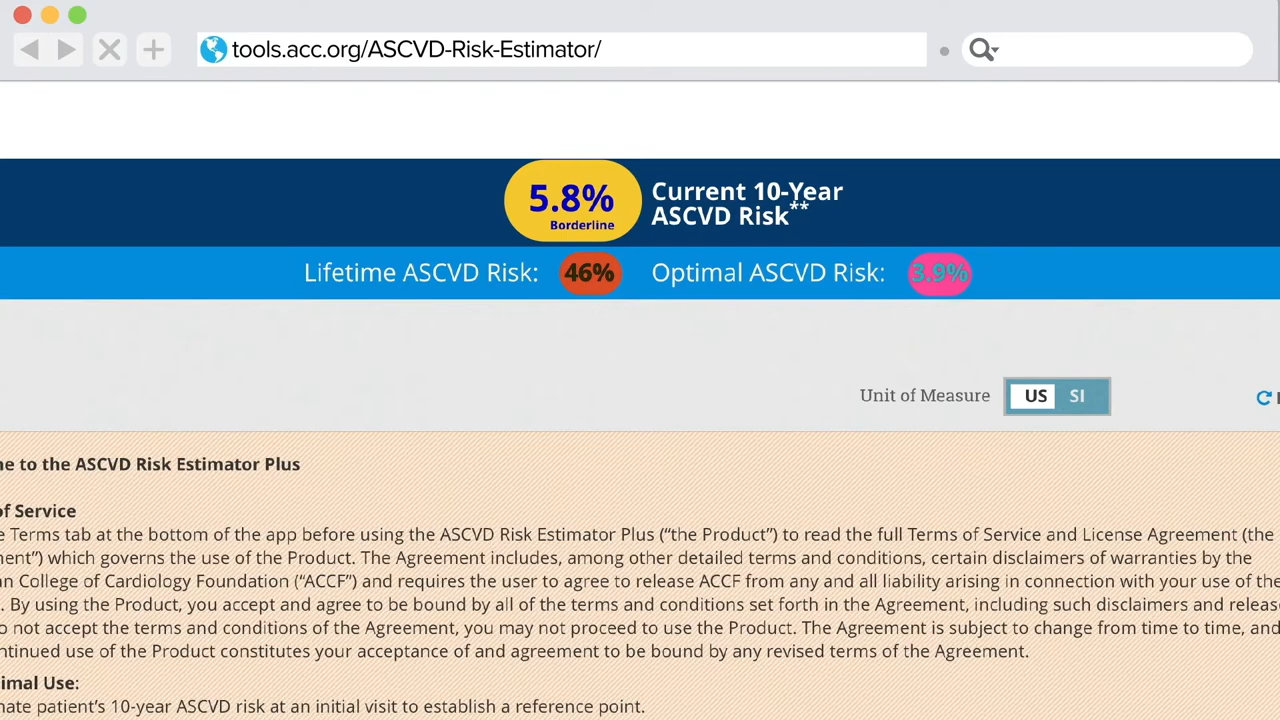 tools.acc.org/ASCVD-Risk-Estimator/
5.8%
Borderline
Current 10-Year
ASCVD Risk**
Lifetime ASCVD Risk: 46% Optimal ASCVD Risk: 3.9%
Unit of Measure US SI
to the ASCVD Risk Estimator Plus
of Service
Terms tab at the bottom of the app before using the ASCVD Risk Estimator Plus (“the Product”) to read the full Terms of Service and License Agreement (the
which governs the use of the Product. The Agreement includes, among other detailed terms and conditions, certain disclaimers of warranties by the
College of Cardiology Foundation (“ACCF”) and requires the user to agree to release ACCF from any and all liability arising in connection with your use of the
. By using the Product, you accept and agree to be bound by all of the terms and conditions set forth in the Agreement, including such disclaimers and
not accept the terms and conditions of the Agreement, you may not proceed to use the Product. The Agreement is subject to change from time to time, and
use of the Product constitutes your acceptance of and agreement to be bound by any revised terms of the Agreement.
Use:
patient’s 10-year ASCVD risk at an initial visit to establish a reference point.